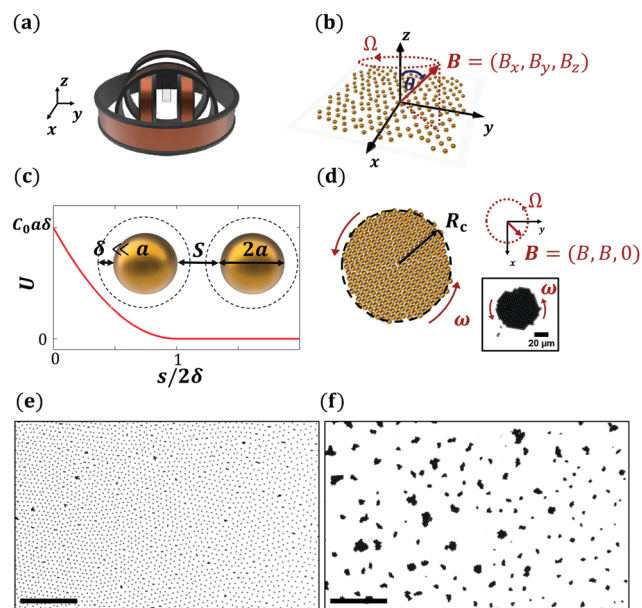 (a)
z
y
x
(b)
Ω
z
θ
B = (Bx, By, Bz)
y
x
(c)
C₀aδ
U
0
δ ≪ a
S
2a
0
1
s/2δ
(d)
Rc
ω
Ω
y
x
B = (B, B, 0)
ω
20 μm
(e)
(f)